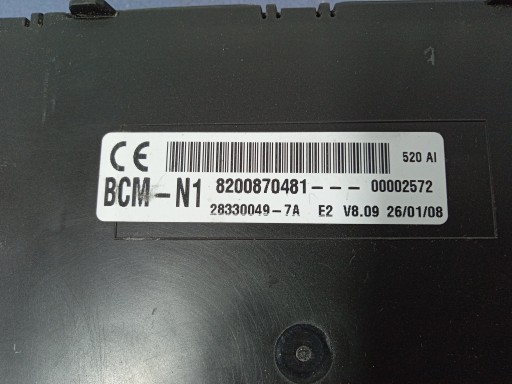 CE 520 AI
BCM-N1 8200870481--- 00002572
28330049-7A E2 V8.09 26/01/08